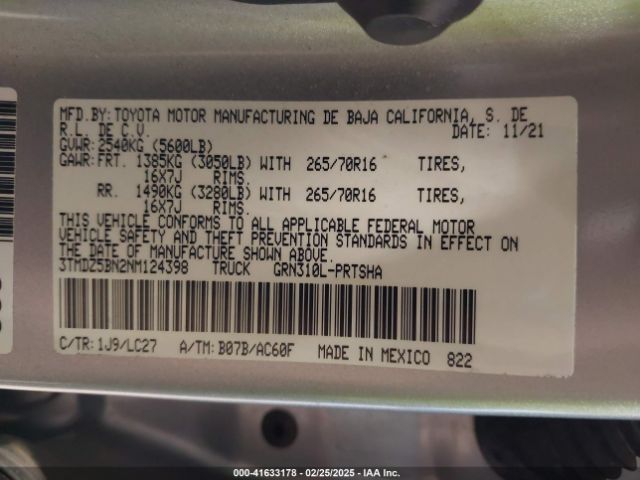 MFD.BY: TOYOTA MOTOR MANUFACTURING DE BAJA CALIFORNIA, S. DE
R.L. DE C.V. DATE: 11/21
GVWR: 2540KG (5600LB)
GAWR: FRT. 1385KG (3050LB) WITH 265/70R16 TIRES,
16X7J RIMS.
RR. 1490KG (3280LB) WITH 265/70R16 TIRES,
16X7J RIMS.
THIS VEHICLE CONFORMS TO ALL APPLICABLE FEDERAL MOTOR
VEHICLE SAFETY AND THEFT PREVENTION STANDARDS IN EFFECT ON
THE DATE OF MANUFACTURE SHOWN ABOVE.
3TMDZ5BN2NM124398 TRUCK GRN310L-PRTSHA
C/TR: 1J9/LC27 A/TM: B07B/AC60F MADE IN MEXICO 822
000-41633178 - 02/25/2025 - IAA Inc.